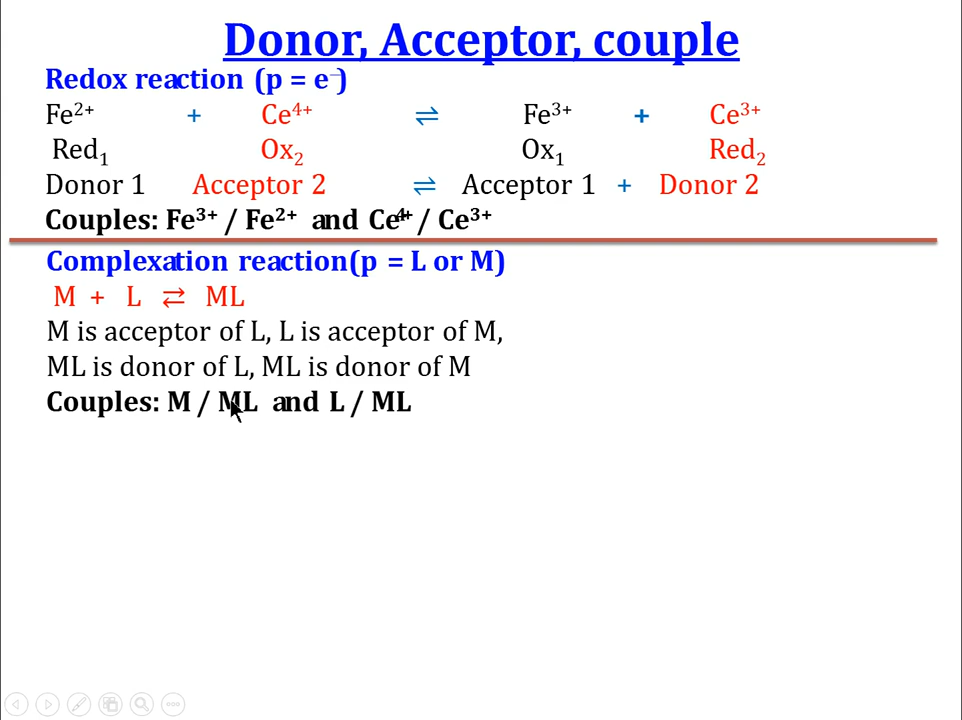 Donor, Acceptor, couple
Redox reaction (p = e⁻)
Fe²⁺ + Ce⁴⁺ ⇌ Fe³⁺ + Ce³⁺
Red₁ Ox₂ Ox₁ Red₂
Donor 1 Acceptor 2 ⇌ Acceptor 1 + Donor 2
Couples: Fe³⁺ / Fe²⁺ and Ce⁴⁺ / Ce³⁺
Complexation reaction(p = L or M)
M + L ⇄ ML
M is acceptor of L, L is acceptor of M,
ML is donor of L, ML is donor of M
Couples: M / ML and L / ML